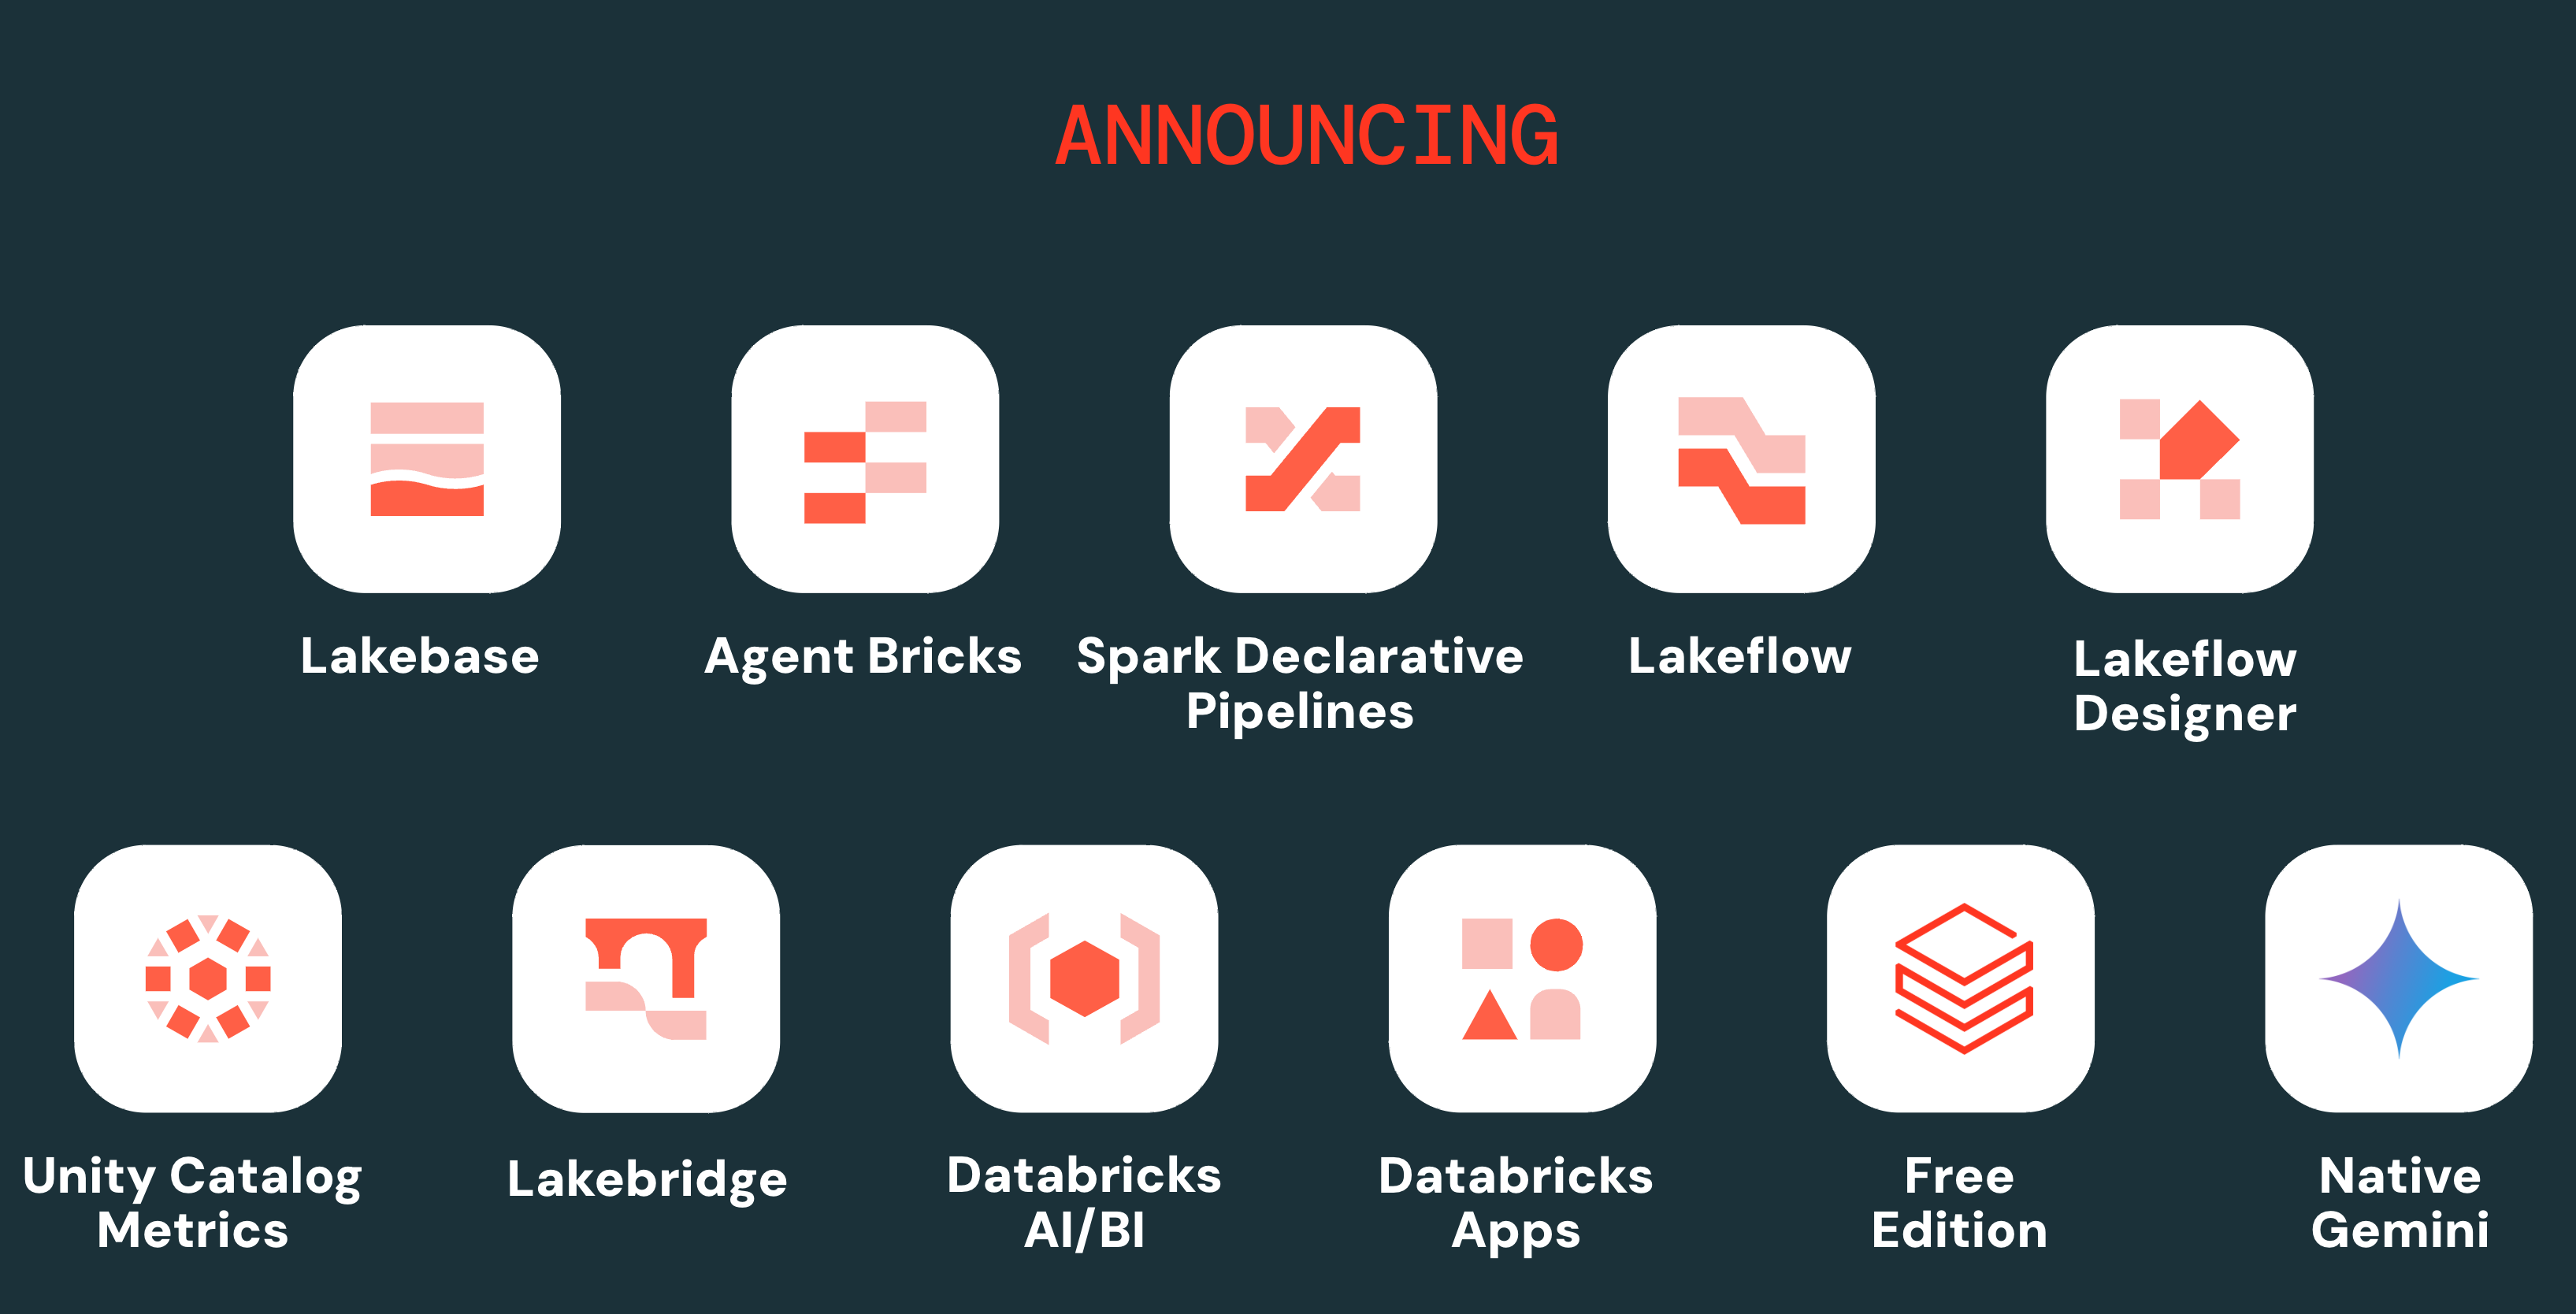 ANNOUNCING
Lakebase
Agent Bricks
Spark Declarative
Pipelines
Lakeflow
Lakeflow
Designer
Unity Catalog
Metrics
Lakebridge
Databricks
AI/BI
Databricks
Apps
Free
Edition
Native
Gemini